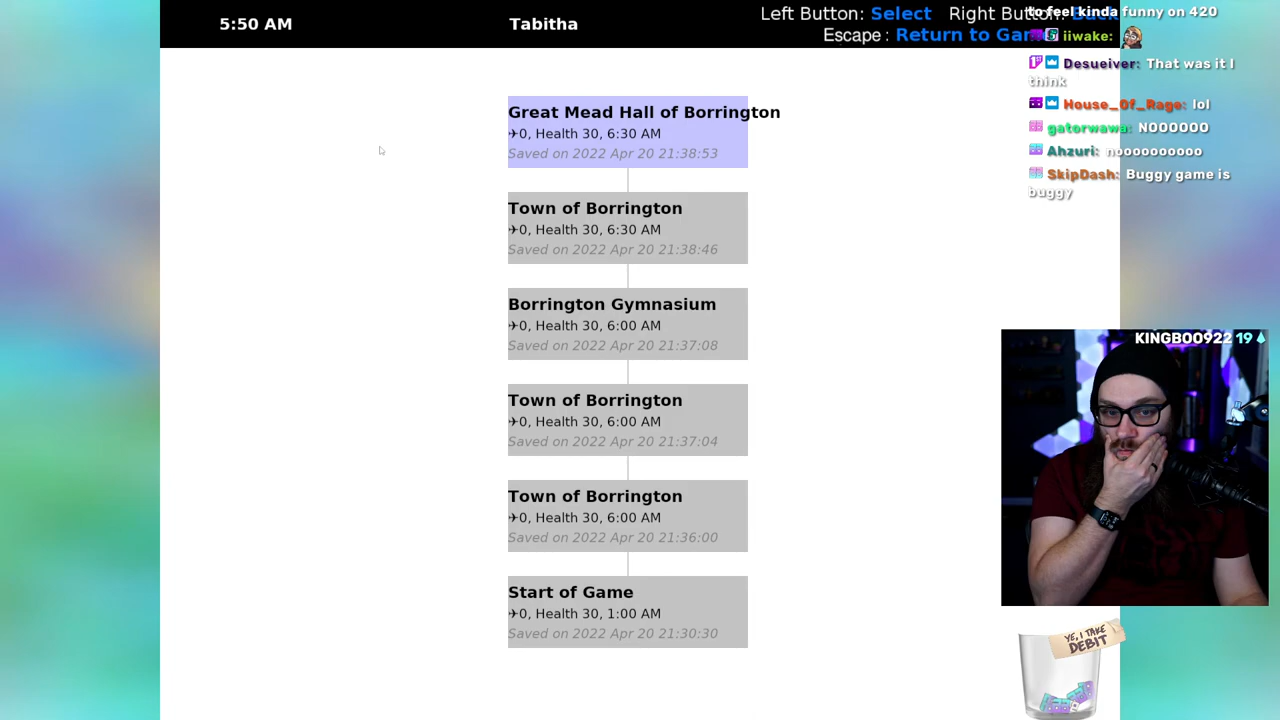 5:50 AM
Tabitha
Left Button: Select Right Button: Back
Escape : Return to Game
Great Mead Hall of Borrington
✈0, Health 30, 6:30 AM
Saved on 2022 Apr 20 21:38:53
Town of Borrington
✈0, Health 30, 6:30 AM
Saved on 2022 Apr 20 21:38:46
Borrington Gymnasium
✈0, Health 30, 6:00 AM
Saved on 2022 Apr 20 21:37:08
Town of Borrington
✈0, Health 30, 6:00 AM
Saved on 2022 Apr 20 21:37:04
Town of Borrington
✈0, Health 30, 6:00 AM
Saved on 2022 Apr 20 21:36:00
Start of Game
✈0, Health 30, 1:00 AM
Saved on 2022 Apr 20 21:30:30
to feel kinda funny on 420
iiwake:
Desueiver: That was it I
think
House_Of_Rage: lol
gatorwawa: NOOOOOO
Ahzuri: noooooooooo
SkipDash: Buggy game is
buggy
KINGBOO922 19
YE, I TAKE
DEBIT